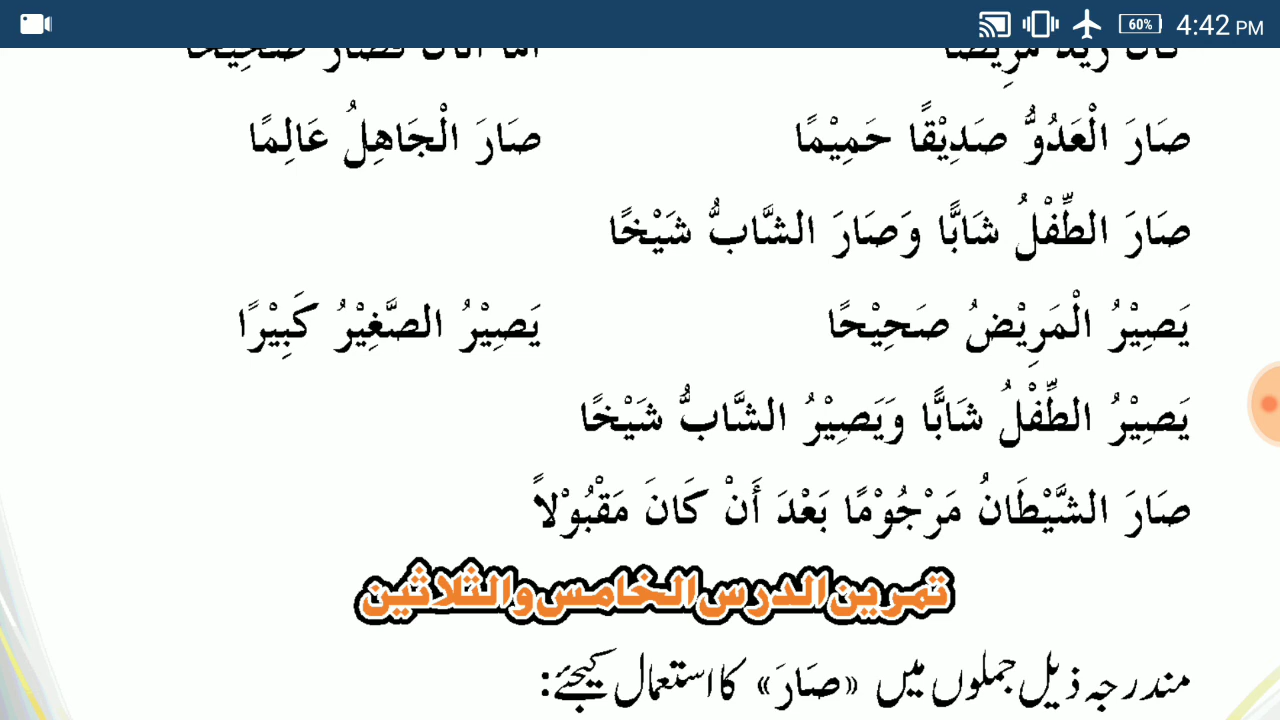 60% 4:42 PM
كَانَ زَيْدٌ مَرِيْضًا
صَارَ الْعَدُوُّ صَدِيْقًا حَمِيْمًا صَارَ الْجَاهِلُ عَالِمًا
صَارَ الطِّفْلُ شَابًّا وَصَارَ الشَّابُّ شَيْخًا
يَصِيْرُ الْمَرِيْضُ صَحِيْحًا يَصِيْرُ الصَّغِيْرُ كَبِيْرًا
يَصِيْرُ الطِّفْلُ شَابًّا وَيَصِيْرُ الشَّابُّ شَيْخًا
صَارَ الشَّيْطَانُ مَرْجُوْمًا بَعْدَ أَنْ كَانَ مَقْبُوْلاً
تمرين الدرس الخامس والثلاثين
مندرجہ ذیل جملوں میں «صَارَ» کا استعمال کیجئے: